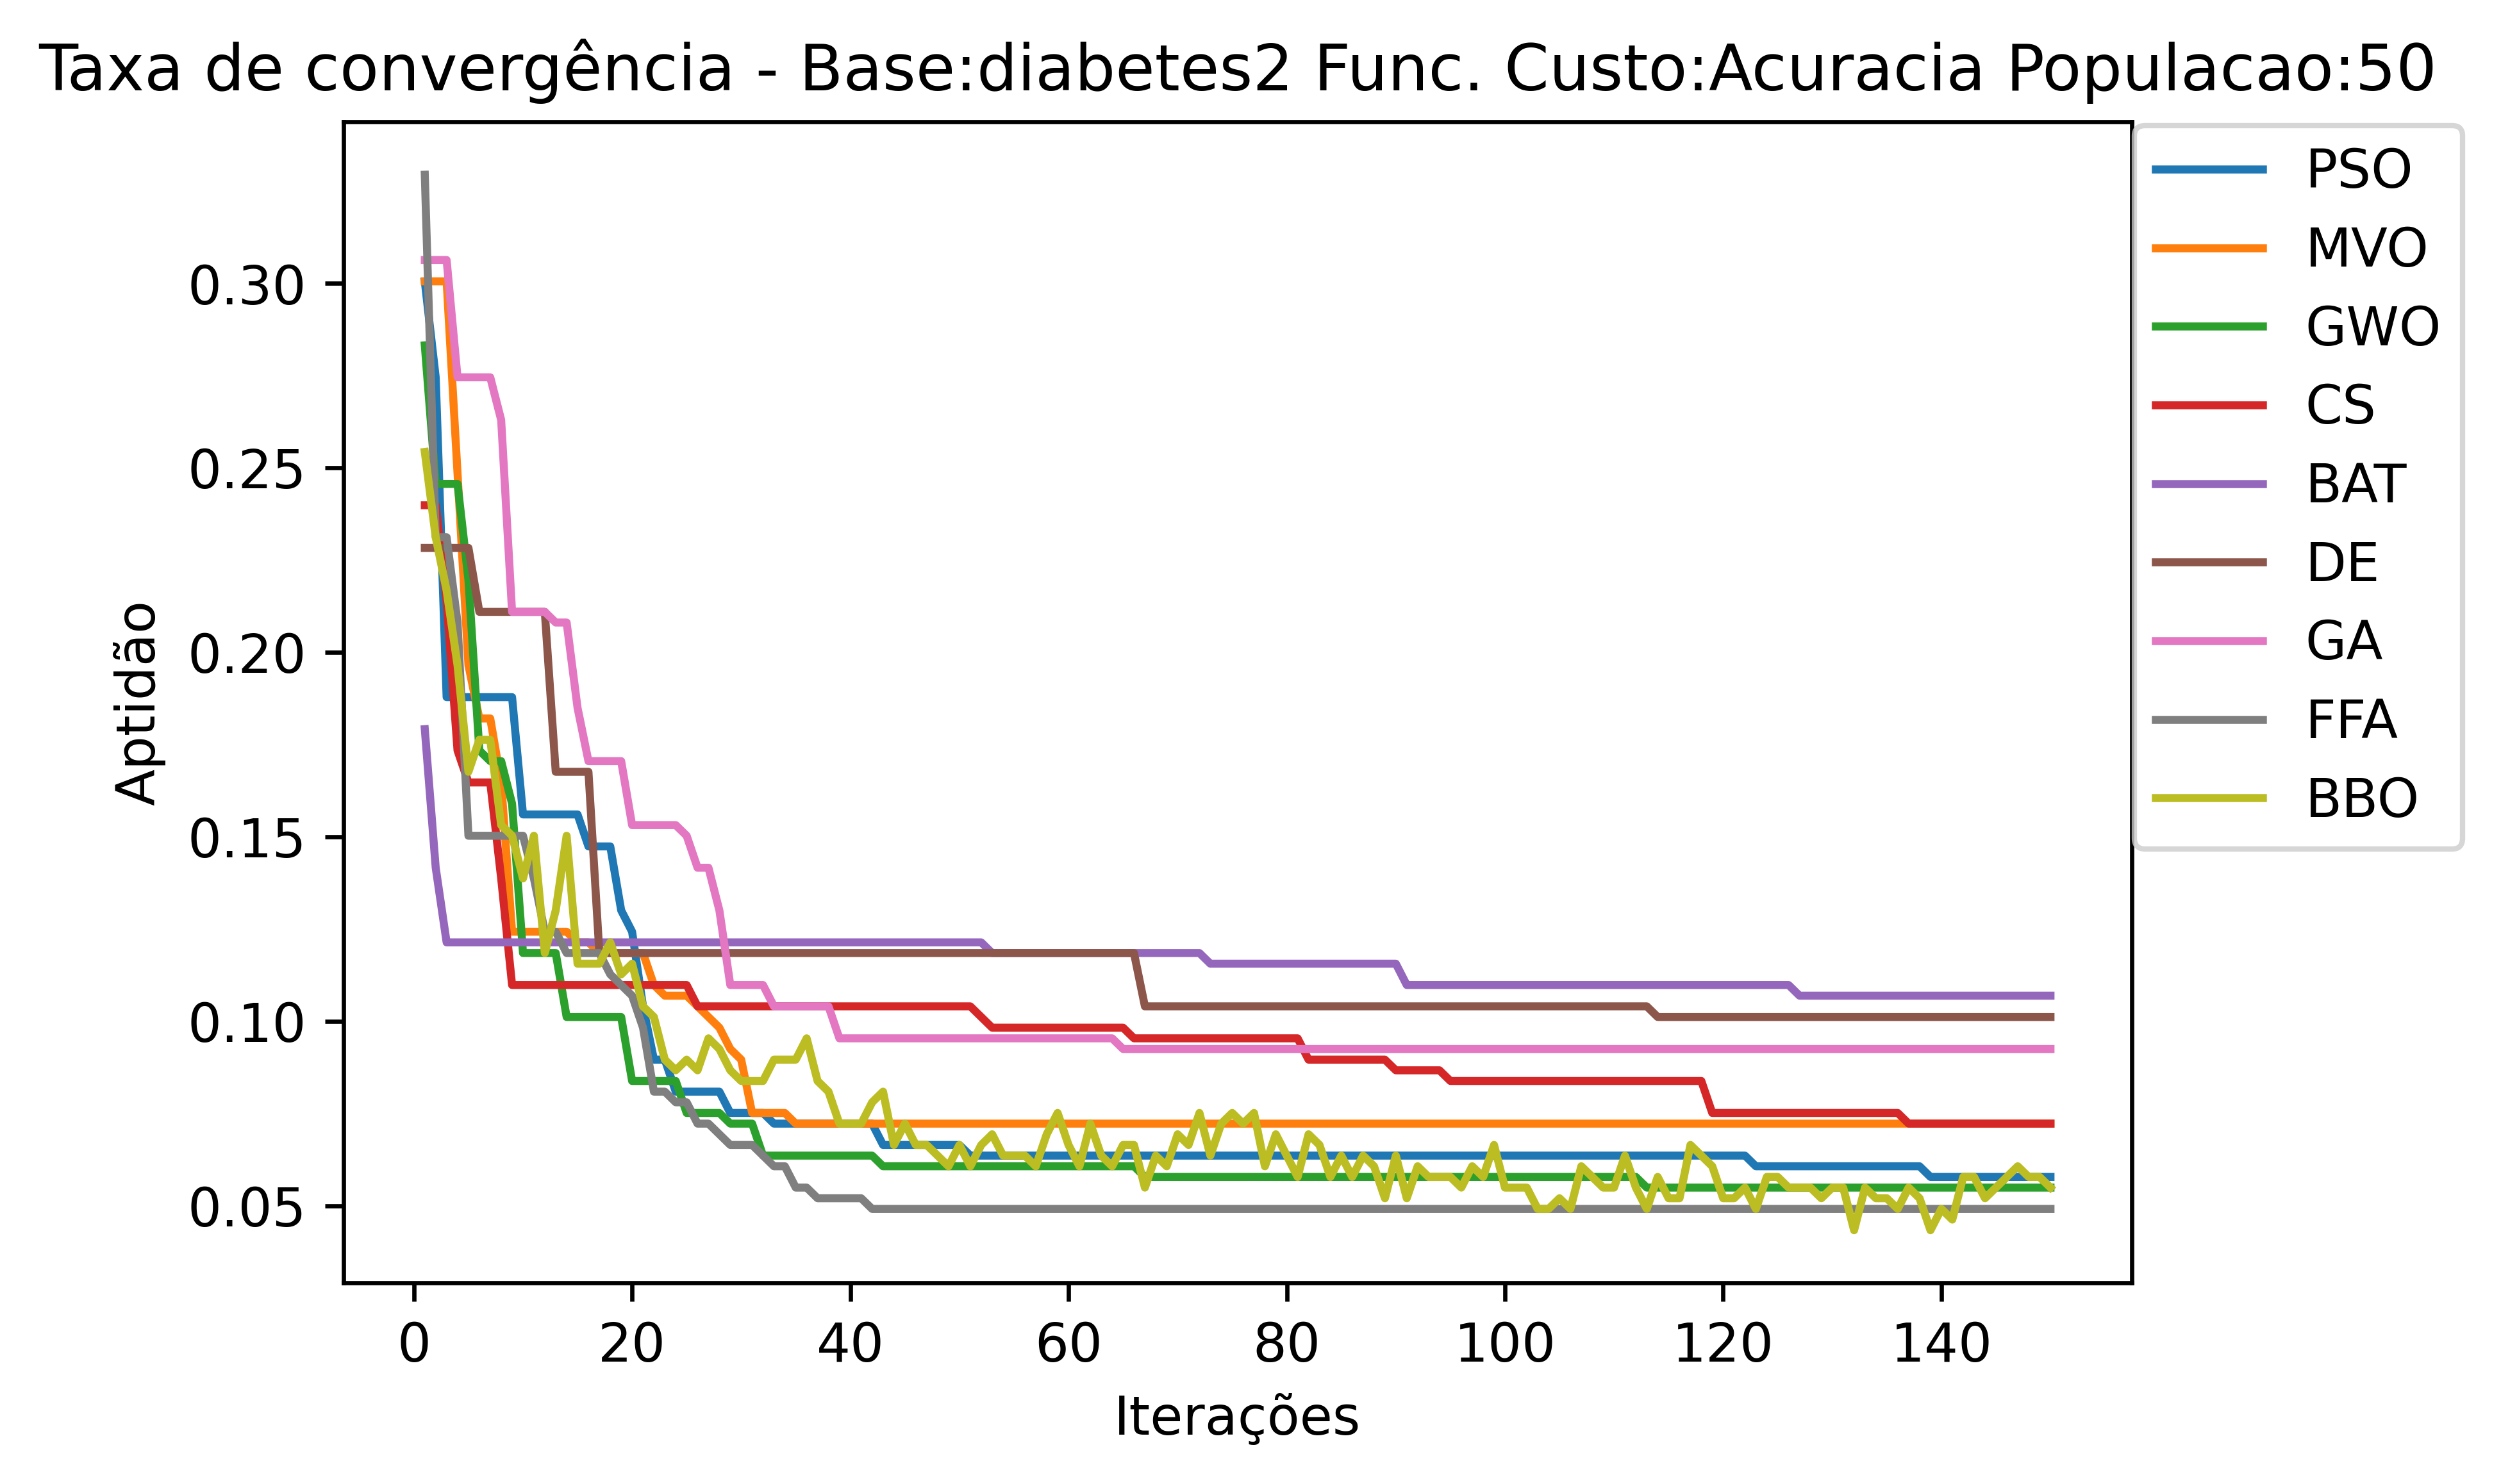 Taxa de convergência - Base:diabetes2 Func. Custo:Acuracia Populacao:50
PSO
MVO
GWO
CS
BAT
DE
GA
FFA
BBO
Aptidão
0.30
0.25
0.20
0.15
0.10
0.05
0 20 40 60 80 100 120 140
Iterações